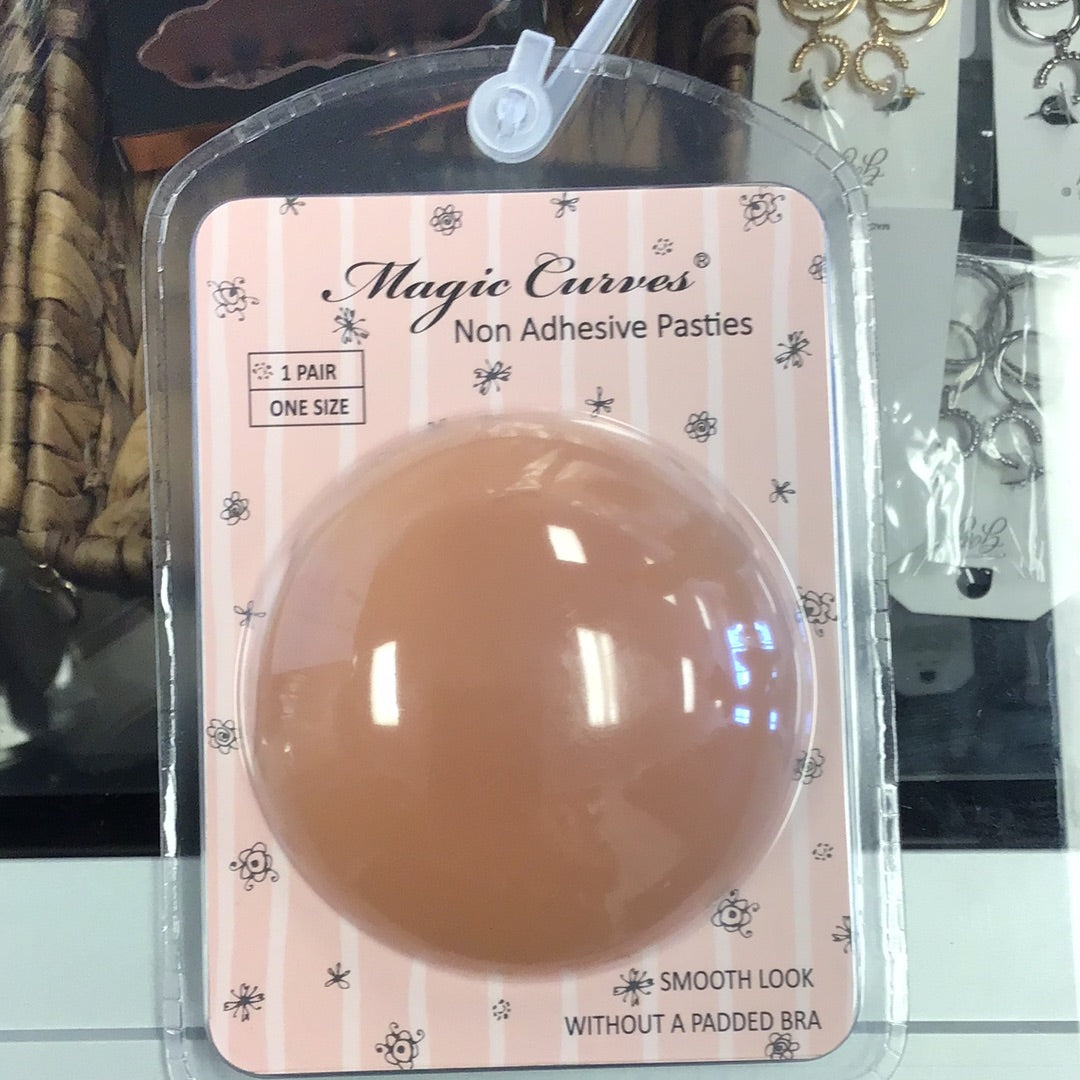 Magic Curves®
Non Adhesive Pasties
1 PAIR
ONE SIZE
SMOOTH LOOK
WITHOUT A PADDED BRA